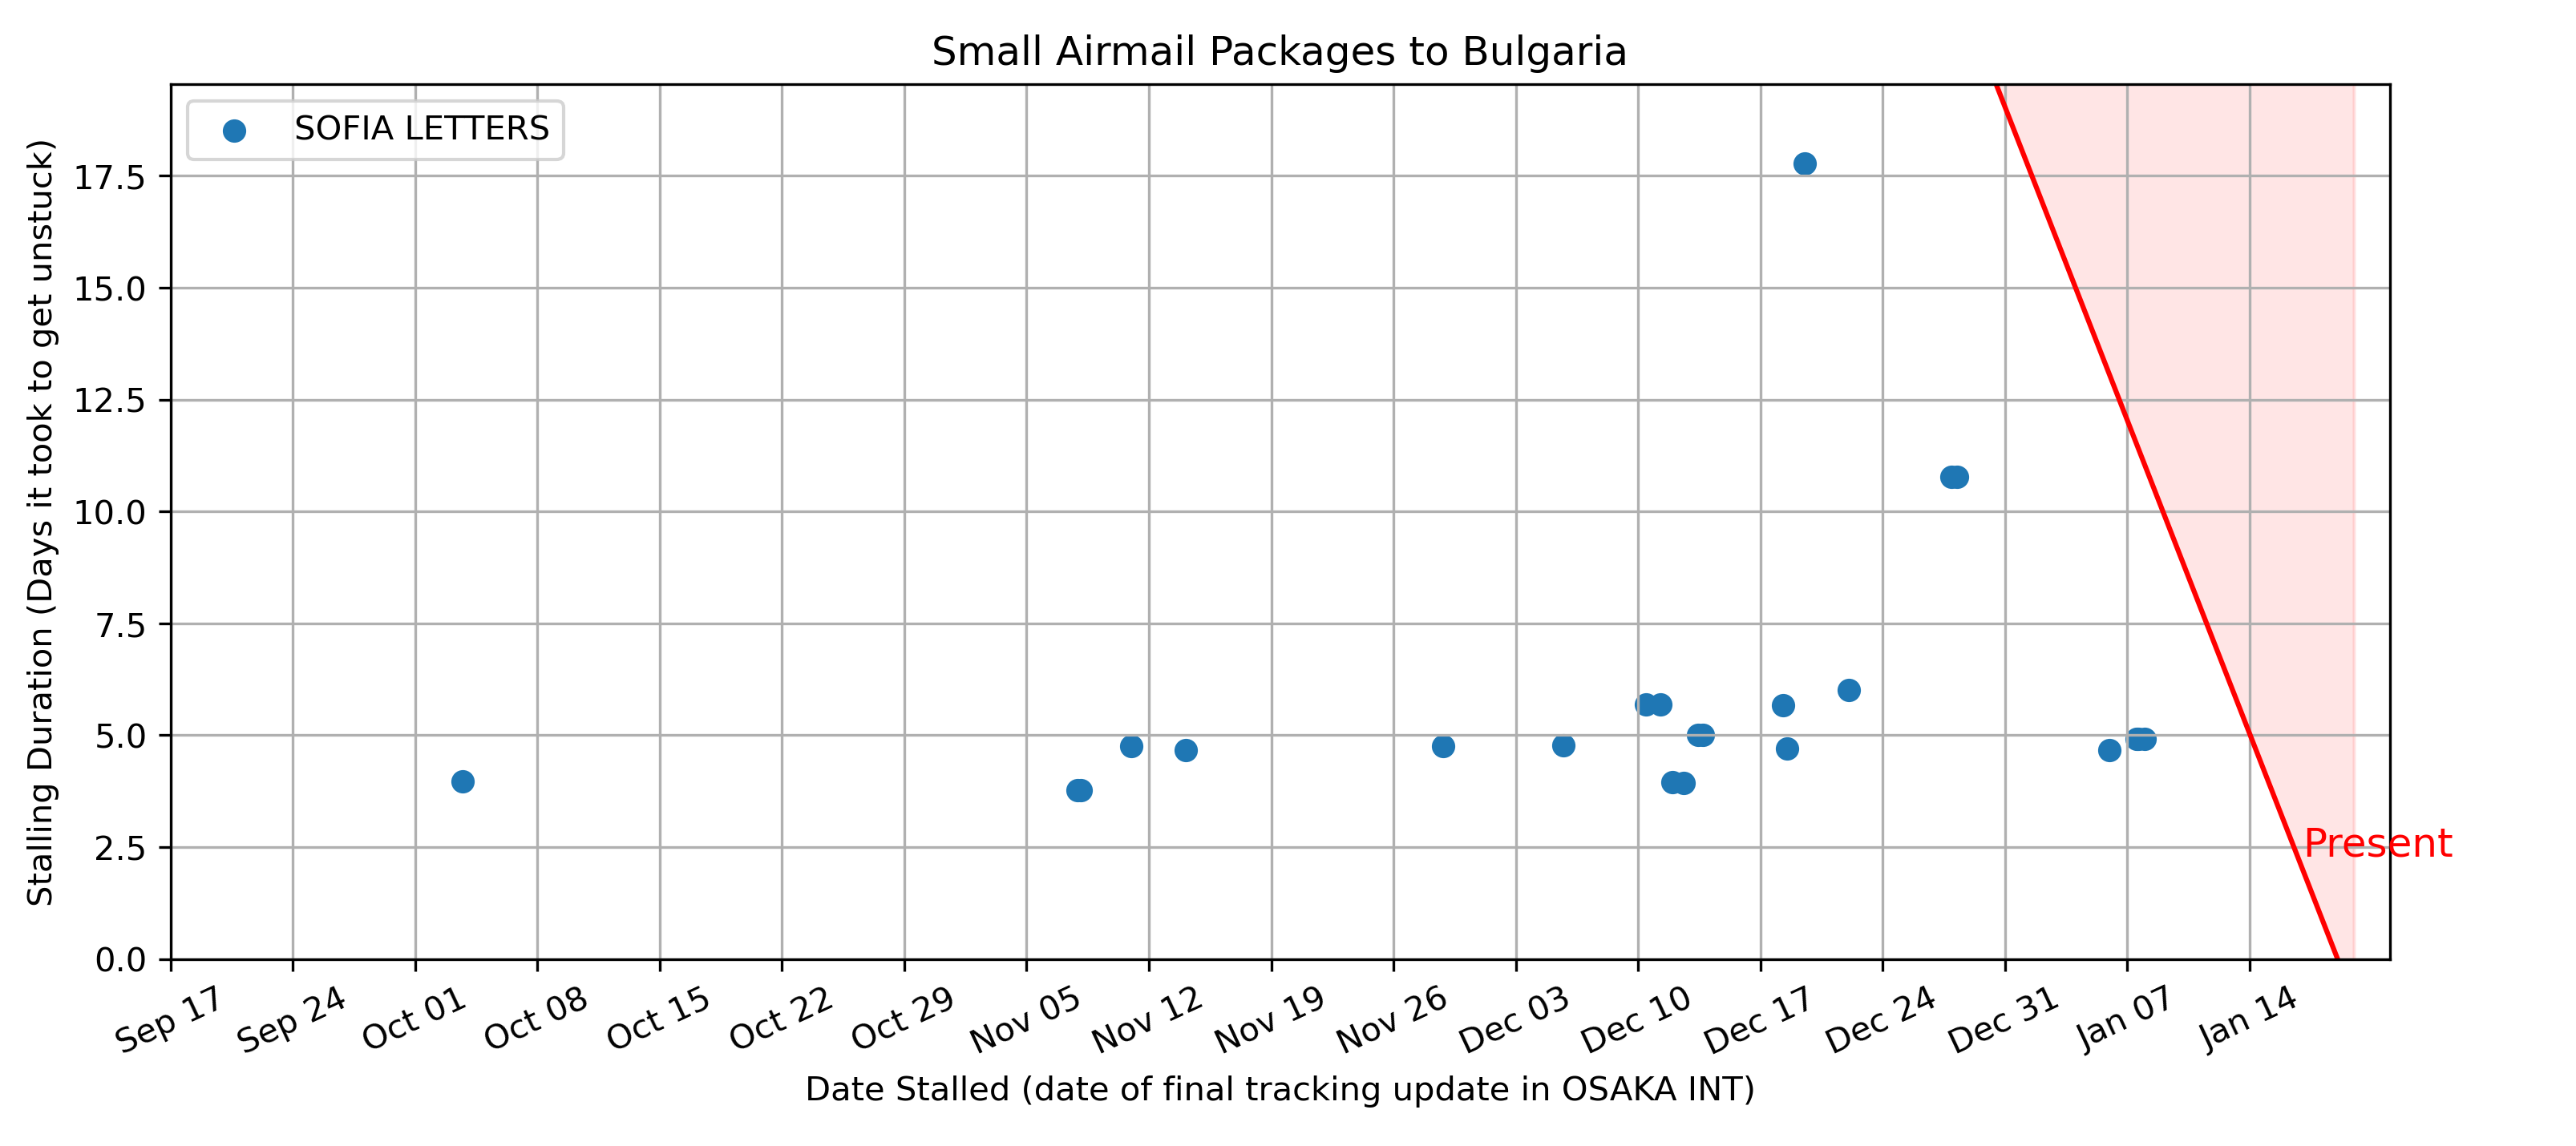 Small Airmail Packages to Bulgaria
SOFIA LETTERS
Stalling Duration (Days it took to get unstuck)
17.5
15.0
12.5
10.0
7.5
5.0
2.5
0.0
Present
Sep 17 Sep 24 Oct 01 Oct 08 Oct 15 Oct 22 Oct 29 Nov 05 Nov 12 Nov 19 Nov 26 Dec 03 Dec 10 Dec 17 Dec 24 Dec 31 Jan 07 Jan 14
Date Stalled (date of final tracking update in OSAKA INT)